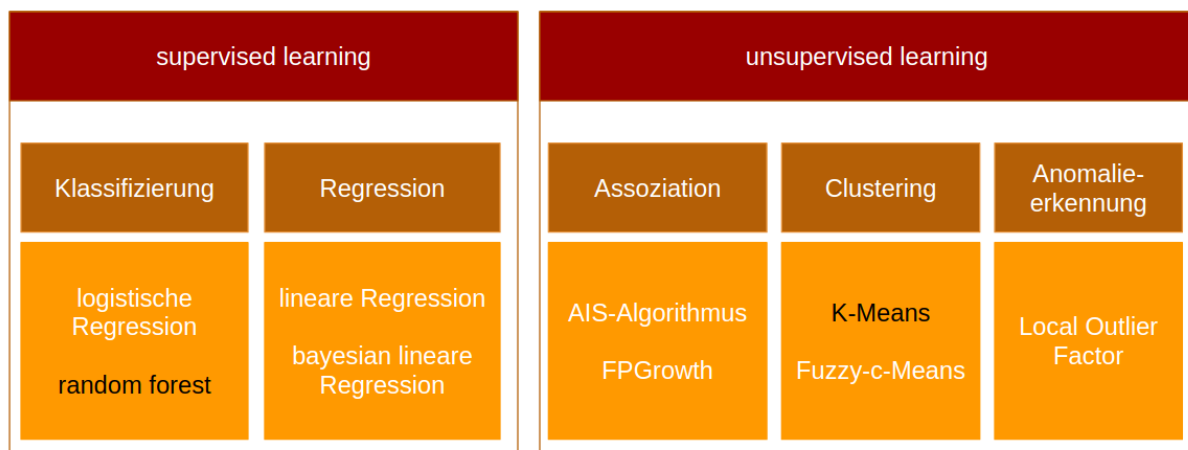 supervised learning
unsupervised learning
Klassifizierung
Regression
Assoziation
Clustering
Anomalie-
erkennung
logistische
Regression
random forest
lineare Regression
bayesian lineare
Regression
AIS-Algorithmus
FPGrowth
K-Means
Fuzzy-c-Means
Local Outlier
Factor